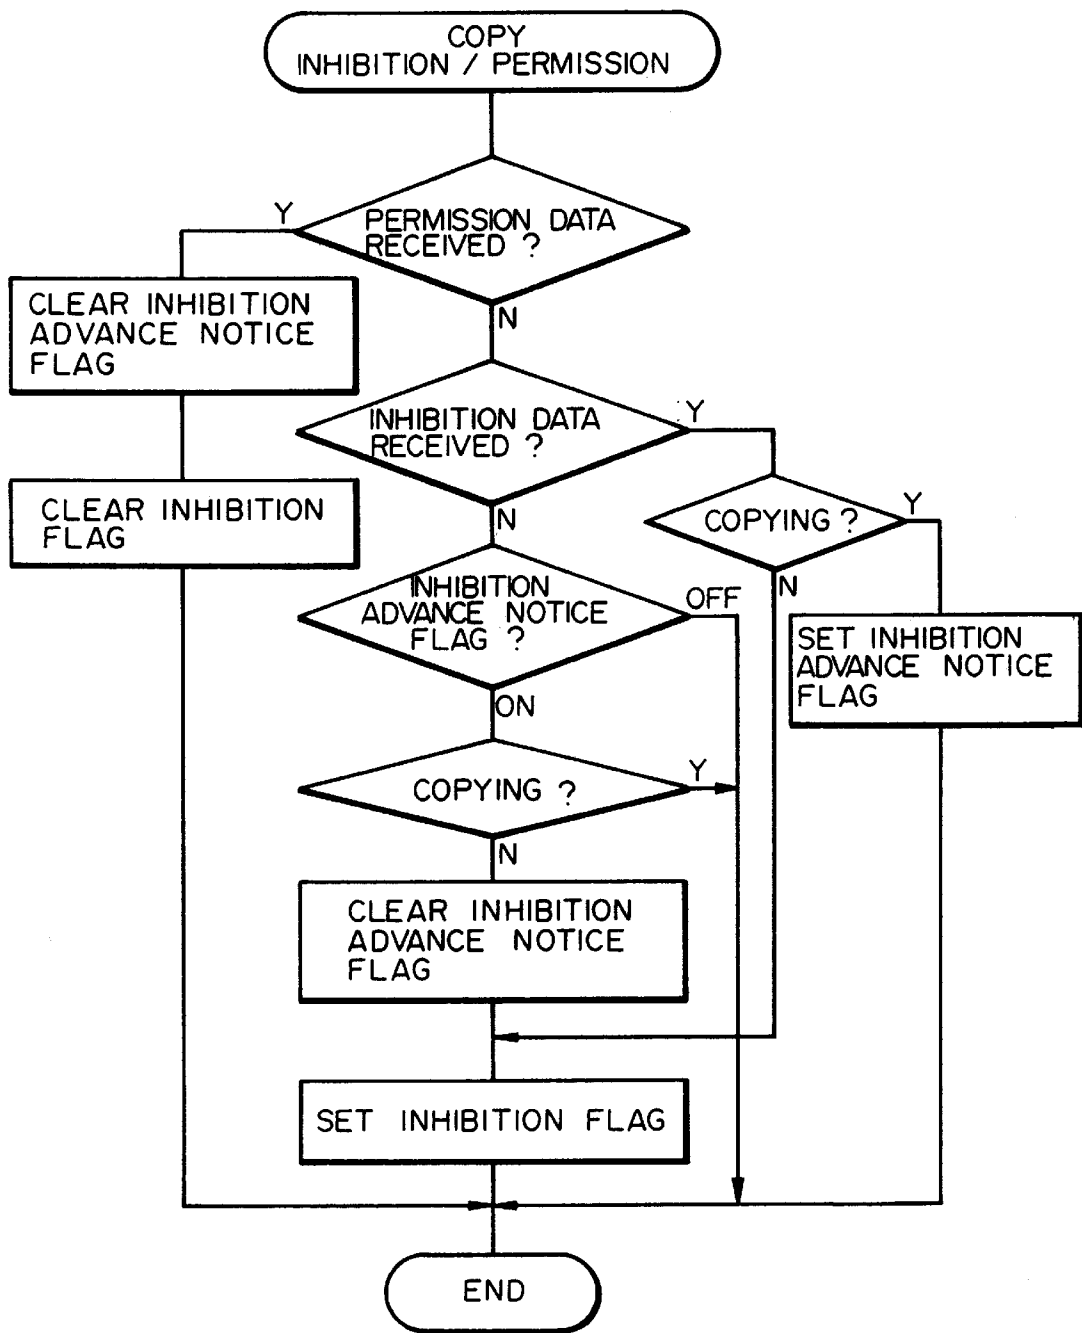 COPY
INHIBITION / PERMISSION
Y
PERMISSION DATA
RECEIVED ?
N
CLEAR INHIBITION
ADVANCE NOTICE
FLAG
INHIBITION DATA
RECEIVED ?
Y
N
CLEAR INHIBITION
FLAG
COPYING ?
Y
N
INHIBITION
ADVANCE NOTICE
FLAG ?
OFF
ON
SET INHIBITION
ADVANCE NOTICE
FLAG
COPYING ?
Y
N
CLEAR INHIBITION
ADVANCE NOTICE
FLAG
SET INHIBITION FLAG
END